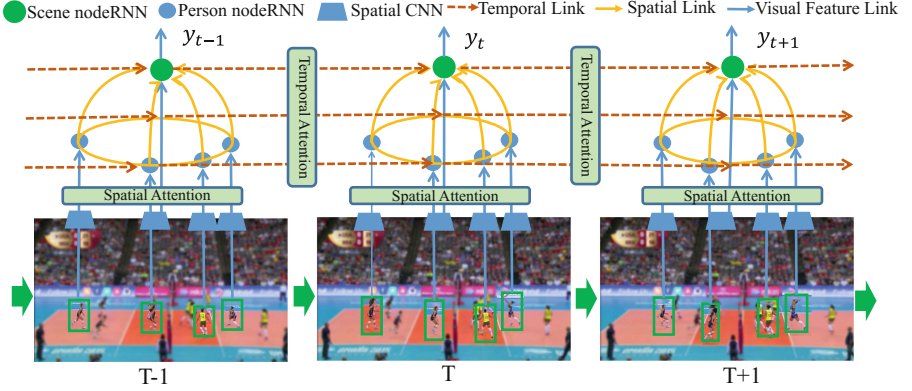 Scene nodeRNN Person nodeRNN Spatial CNN Temporal Link Spatial Link Visual Feature Link
y_{t-1} y_t y_{t+1}
Temporal Attention
Temporal Attention
Spatial Attention Spatial Attention Spatial Attention
T-1 T T+1